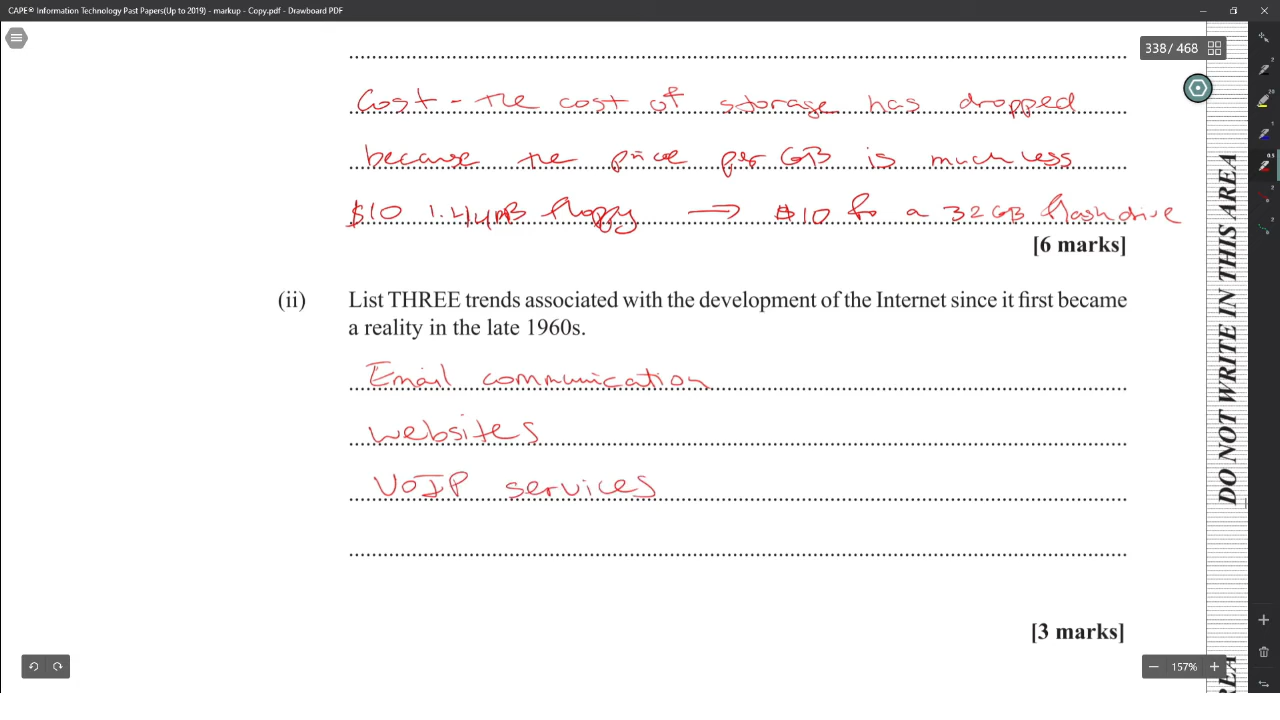 CAPE® Information Technology Past Papers(Up to 2019) - markup - Copy.pdf - Drawboard PDF
338 / 468
Cost - the cost of storage has dropped
because the price per GB is much less
$10 1.44MB floppy → $10 for a 32GB flash drive
[6 marks]
(ii) List THREE trends associated with the development of the Internet since it first became
a reality in the late 1960s.
Email communication
websites
VOIP services
[3 marks]
157%
DO NOT WRITE IN THIS AREA
REA